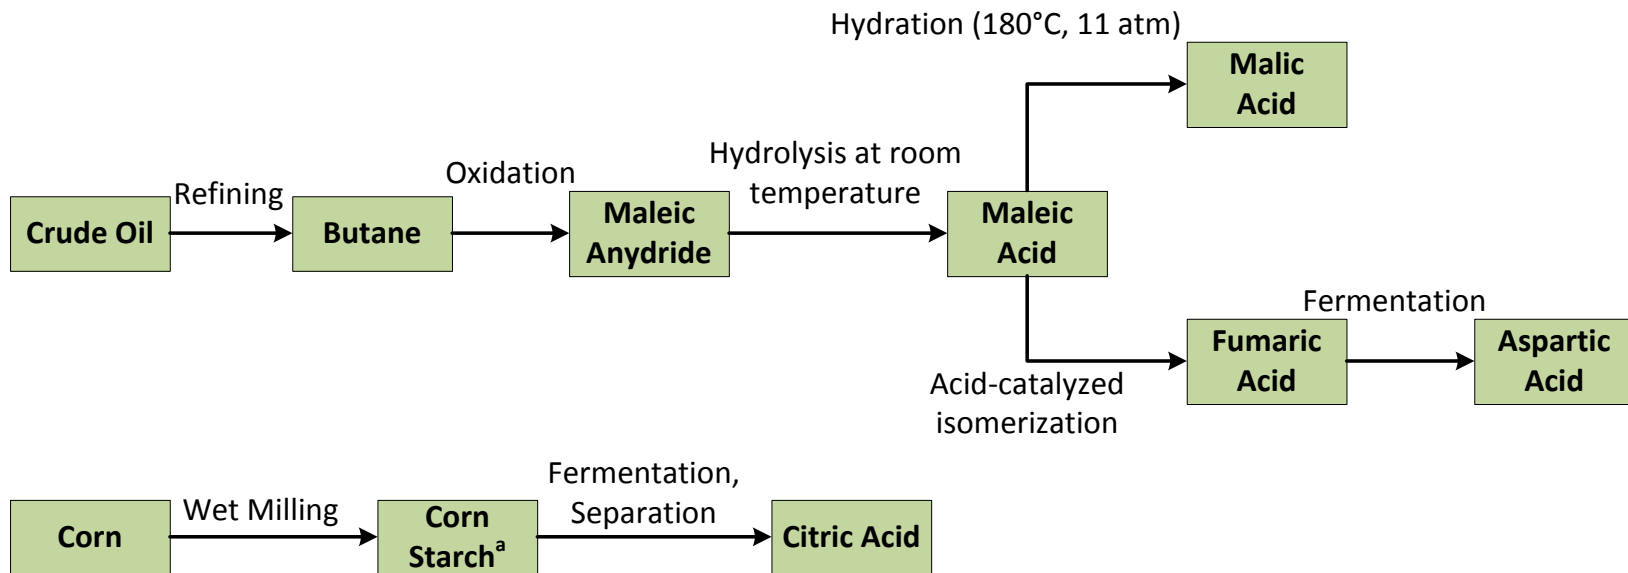 Hydration (180°C, 11 atm)
Malic
Acid
Refining
Oxidation
Hydrolysis at room
temperature
Crude Oil
Butane
Maleic
Anydride
Maleic
Acid
Acid-catalyzed
isomerization
Fumaric
Acid
Fermentation
Aspartic
Acid
Corn
Wet Milling
Corn
Starchᵃ
Fermentation,
Separation
Citric Acid